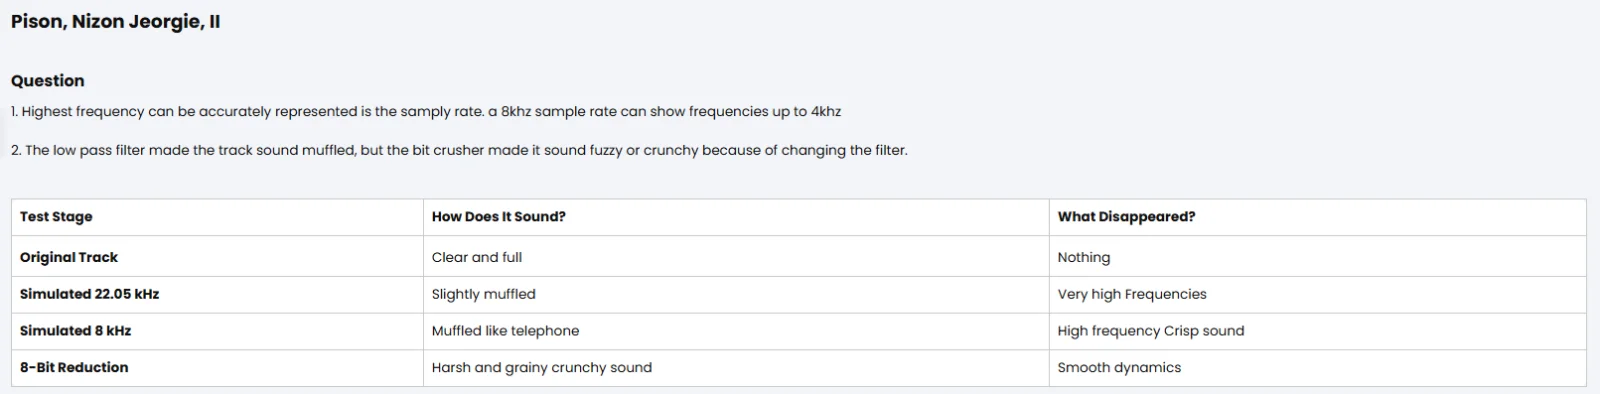 Pison, Nizon Jeorgie, II
Question
1. Highest frequency can be accurately represented is the samply rate. a 8khz sample rate can show frequencies up to 4khz
2. The low pass filter made the track sound muffled, but the bit crusher made it sound fuzzy or crunchy because of changing the filter.
Test Stage How Does It Sound? What Disappeared?
Original Track Clear and full Nothing
Simulated 22.05 kHz Slightly muffled Very high Frequencies
Simulated 8 kHz Muffled like telephone High frequency Crisp sound
8-Bit Reduction Harsh and grainy crunchy sound Smooth dynamics